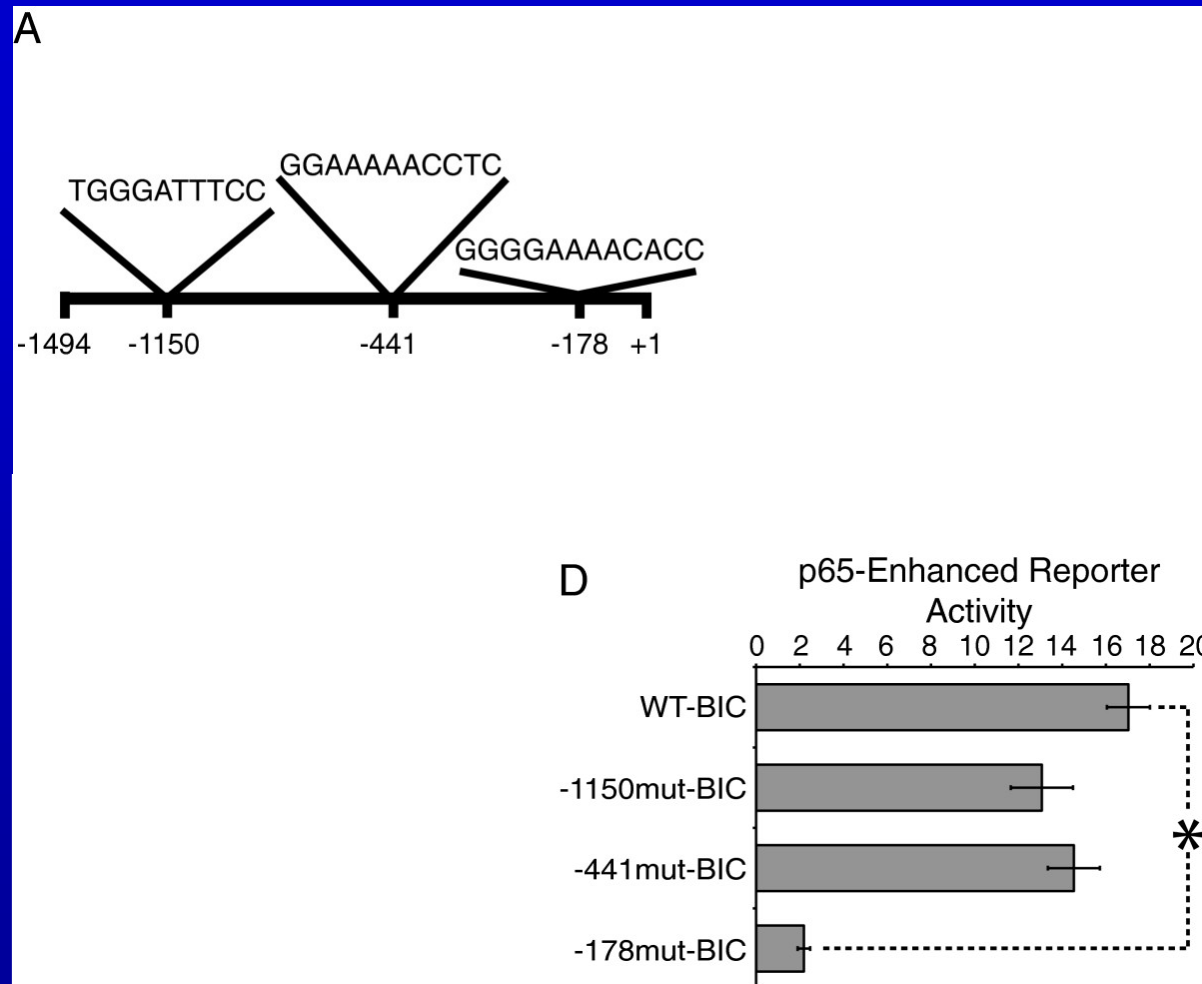 A
TGGGATTTCC
GGAAAAACCTC
GGGGAAAACACC
-1494 -1150 -441 -178 +1
D
p65-Enhanced Reporter
Activity
0 2 4 6 8 10 12 14 16 18 20
WT-BIC
-1150mut-BIC
-441mut-BIC
*
-178mut-BIC